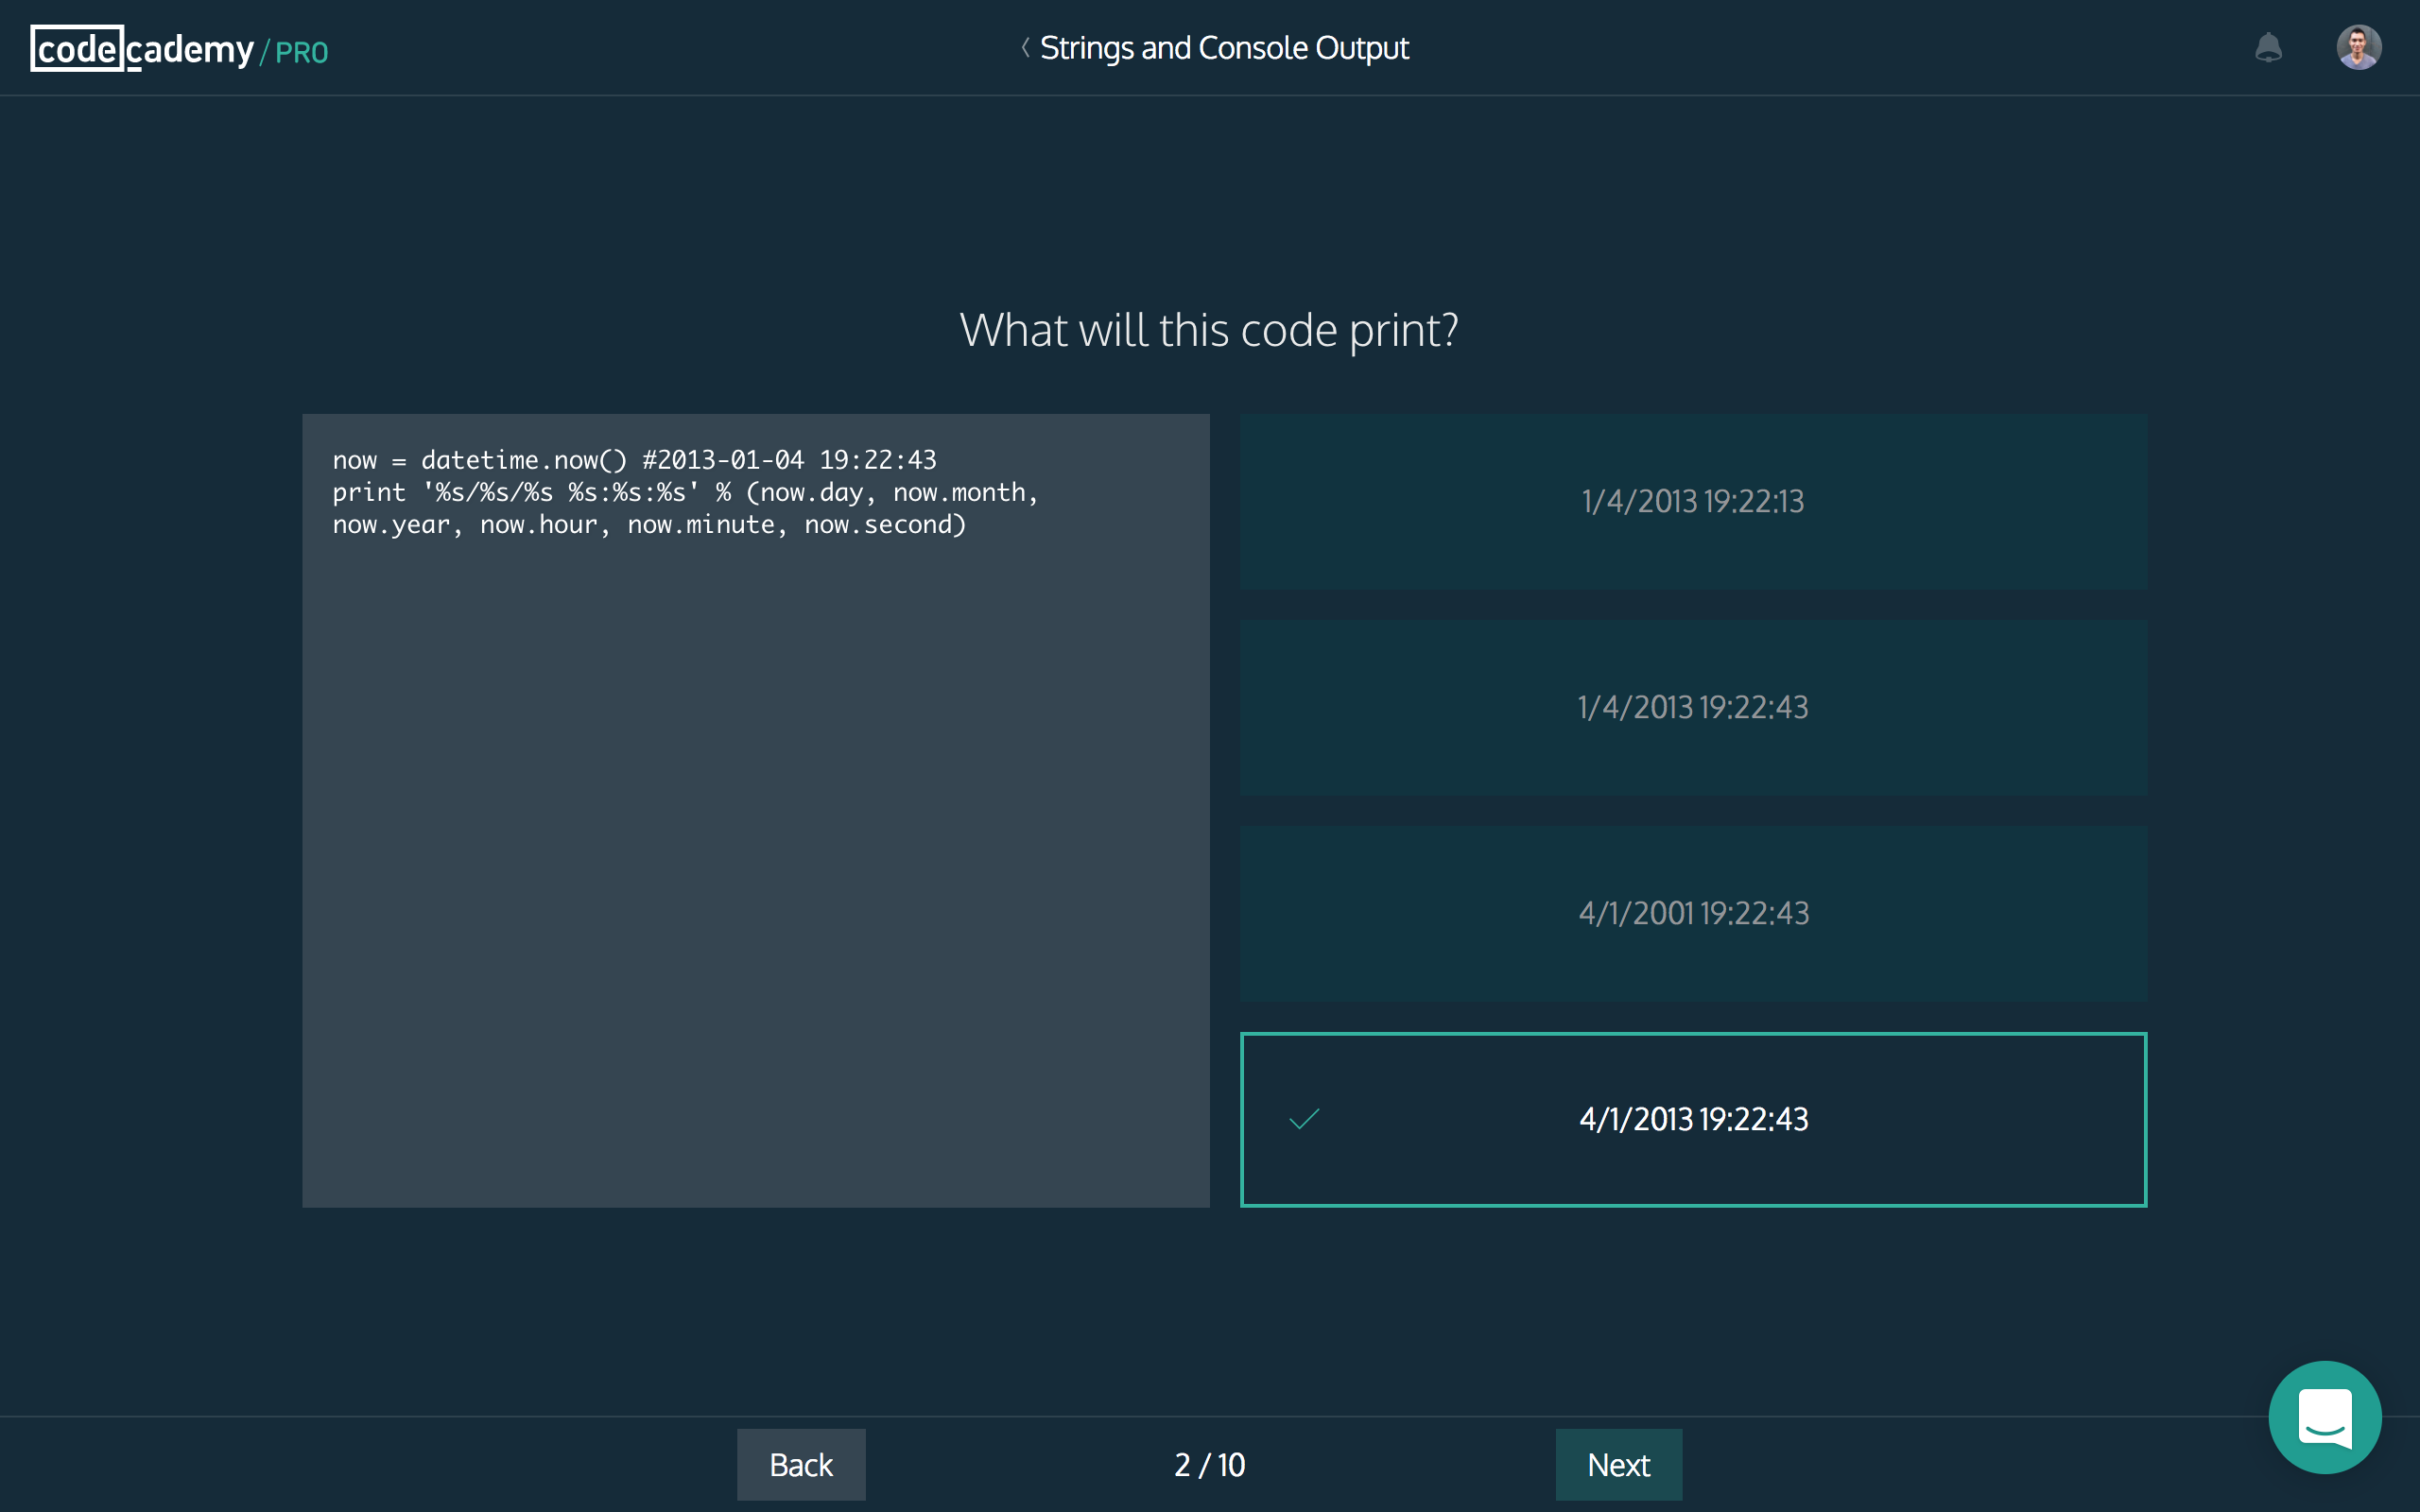 codecademy/PRO
Strings and Console Output
What will this code print?
now = datetime.now() #2013-01-04 19:22:43
print '%s/%s/%s %s:%s:%s' % (now.day, now.month,
now.year, now.hour, now.minute, now.second)
1/4/2013 19:22:13
1/4/2013 19:22:43
4/1/2001 19:22:43
4/1/2013 19:22:43
Back
2 / 10
Next